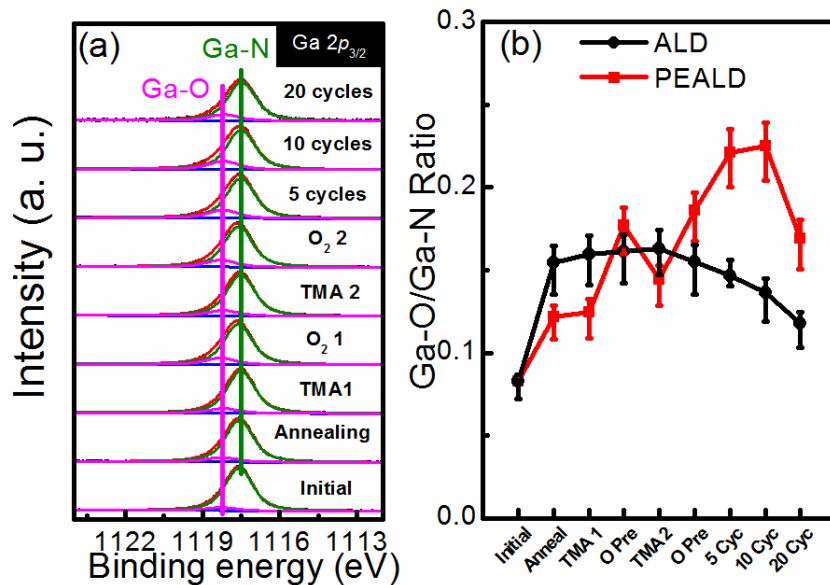 (a)
Ga-N
Ga 2p3/2
Ga-O
20 cycles
10 cycles
5 cycles
O2 2
TMA 2
O2 1
TMA1
Annealing
Initial
Intensity (a. u.)
1122 1119 1116 1113
Binding energy (eV)
(b)
ALD
PEALD
0.3
0.2
0.1
0.0
Ga-O/Ga-N Ratio
Initial
Anneal
TMA 1
O Pre
TMA 2
O Pre
5 Cyc
10 Cyc
20 Cyc